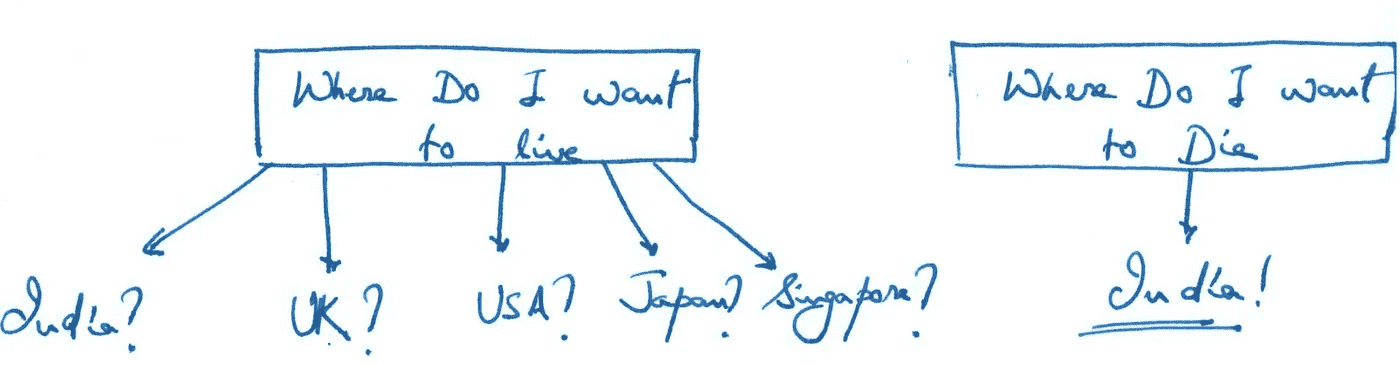 Where Do I want
to live
India?
UK?
USA?
Japan?
Singapore?
Where Do I want
to Die
India!